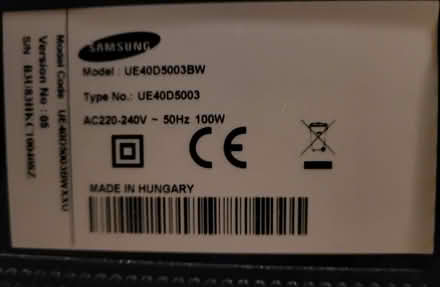 SAMSUNG
Model : UE40D5003BW
Type No.: UE40D5003
AC220-240V ~ 50Hz 100W
CE
MADE IN HUNGARY
Model Code : UE40D5003BWXXU
Version No : 05
S/N